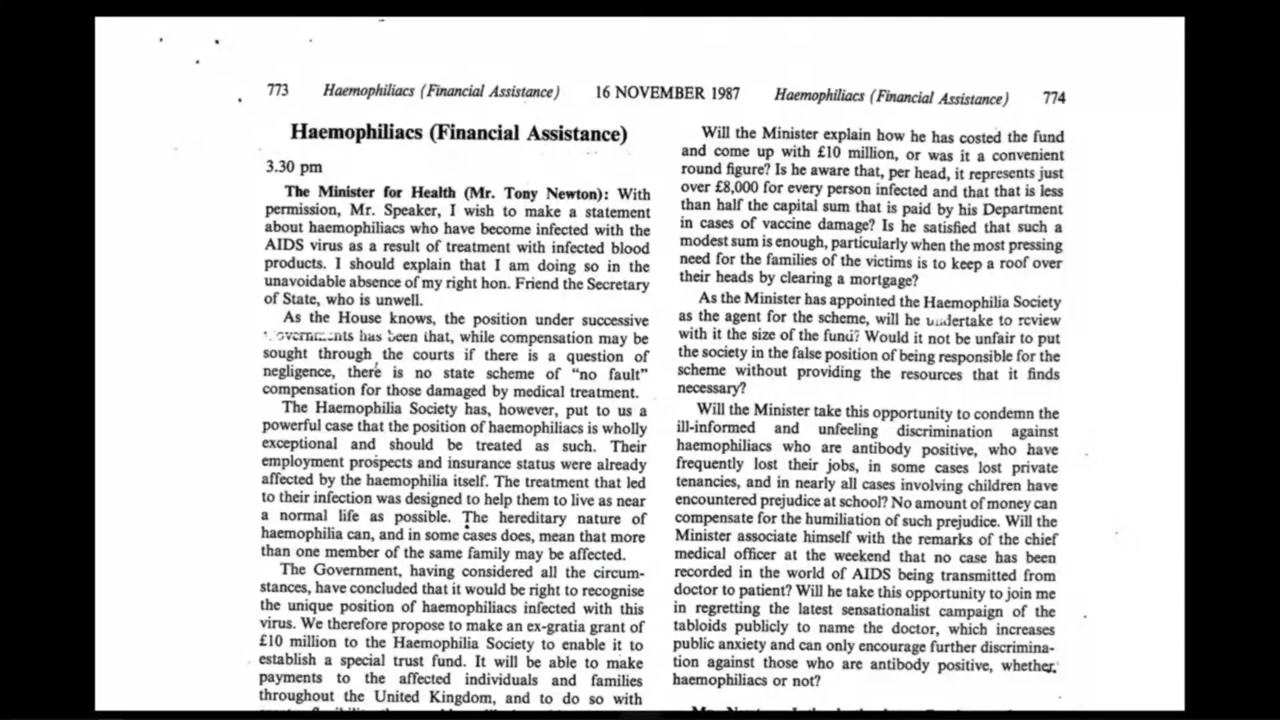 773 Haemophiliacs (Financial Assistance) 16 NOVEMBER 1987 Haemophiliacs (Financial Assistance) 774
Haemophiliacs (Financial Assistance)
3.30 pm
The Minister for Health (Mr. Tony Newton): With
permission, Mr. Speaker, I wish to make a statement
about haemophiliacs who have become infected with the
AIDS virus as a result of treatment with infected blood
products. I should explain that I am doing so in the
unavoidable absence of my right hon. Friend the Secretary
of State, who is unwell.
As the House knows, the position under successive
has been that, while compensation may be
sought through the courts if there is a question of
negligence, there is no state scheme of "no fault"
compensation for those damaged by medical treatment.
The Haemophilia Society has, however, put to us a
powerful case that the position of haemophiliacs is wholly
exceptional and should be treated as such. Their
employment prospects and insurance status were already
affected by the haemophilia itself. The treatment that led
to their infection was designed to help them to live as near
a normal life as possible. The hereditary nature of
haemophilia can, and in some cases does, mean that more
than one member of the same family may be affected.
The Government, having considered all the circum-
stances, have concluded that it would be right to recognise
the unique position of haemophiliacs infected with this
virus. We therefore propose to make an ex-gratia grant of
£10 million to the Haemophilia Society to enable it to
establish a special trust fund. It will be able to make
payments to the affected individuals and families
throughout the United Kingdom, and to do so with
Will the Minister explain how he has costed the fund
and come up with £10 million, or was it a convenient
round figure? Is he aware that, per head, it represents just
over £8,000 for every person infected and that that is less
than half the capital sum that is paid by his Department
in cases of vaccine damage? Is he satisfied that such a
modest sum is enough, particularly when the most pressing
need for the families of the victims is to keep a roof over
their heads by clearing a mortgage?
As the Minister has appointed the Haemophilia Society
as the agent for the scheme, will he undertake to review
with it the size of the fund? Would it not be unfair to put
the society in the false position of being responsible for the
scheme without providing the resources that it finds
necessary?
Will the Minister take this opportunity to condemn the
ill-informed and unfeeling discrimination against
haemophiliacs who are antibody positive, who have
frequently lost their jobs, in some cases lost private
tenancies, and in nearly all cases involving children have
encountered prejudice at school? No amount of money can
compensate for the humiliation of such prejudice. Will the
Minister associate himself with the remarks of the chief
medical officer at the weekend that no case has been
recorded in the world of AIDS being transmitted from
doctor to patient? Will he take this opportunity to join me
in regretting the latest sensationalist campaign of the
tabloids publicly to name the doctor, which increases
public anxiety and can only encourage further discrimina-
tion against those who are antibody positive, whether
haemophiliacs or not?